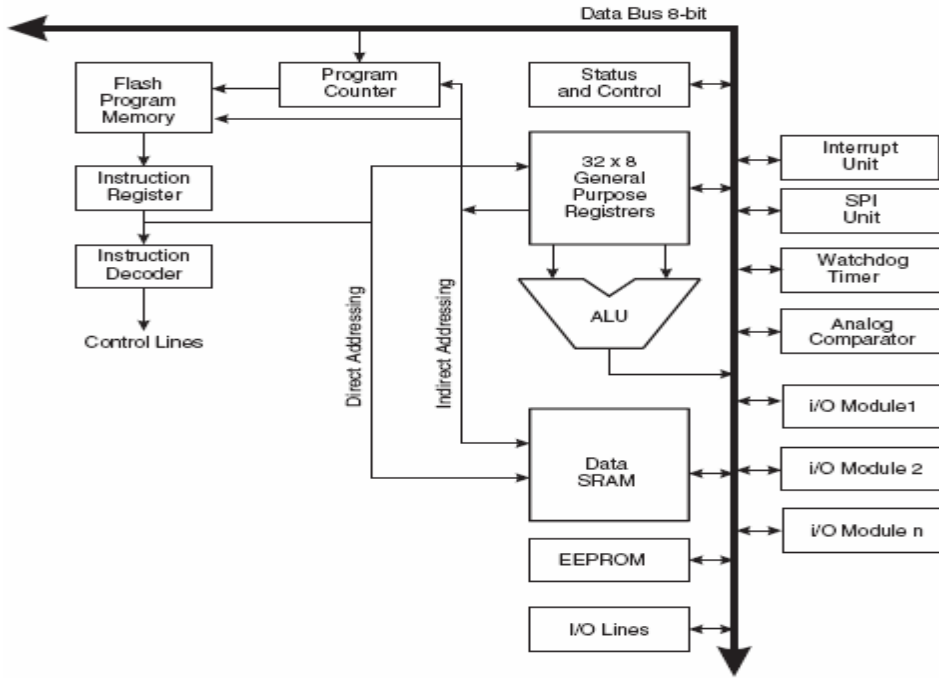 Data Bus 8-bit
Flash
Program
Memory
Program
Counter
Status
and Control
Instruction
Register
32 x 8
General
Purpose
Registrers
Interrupt
Unit
SPI
Unit
Instruction
Decoder
Watchdog
Timer
Control Lines
Direct Addressing
Indirect Addressing
ALU
Analog
Comparator
i/O Module1
Data
SRAM
i/O Module 2
i/O Module n
EEPROM
I/O Lines